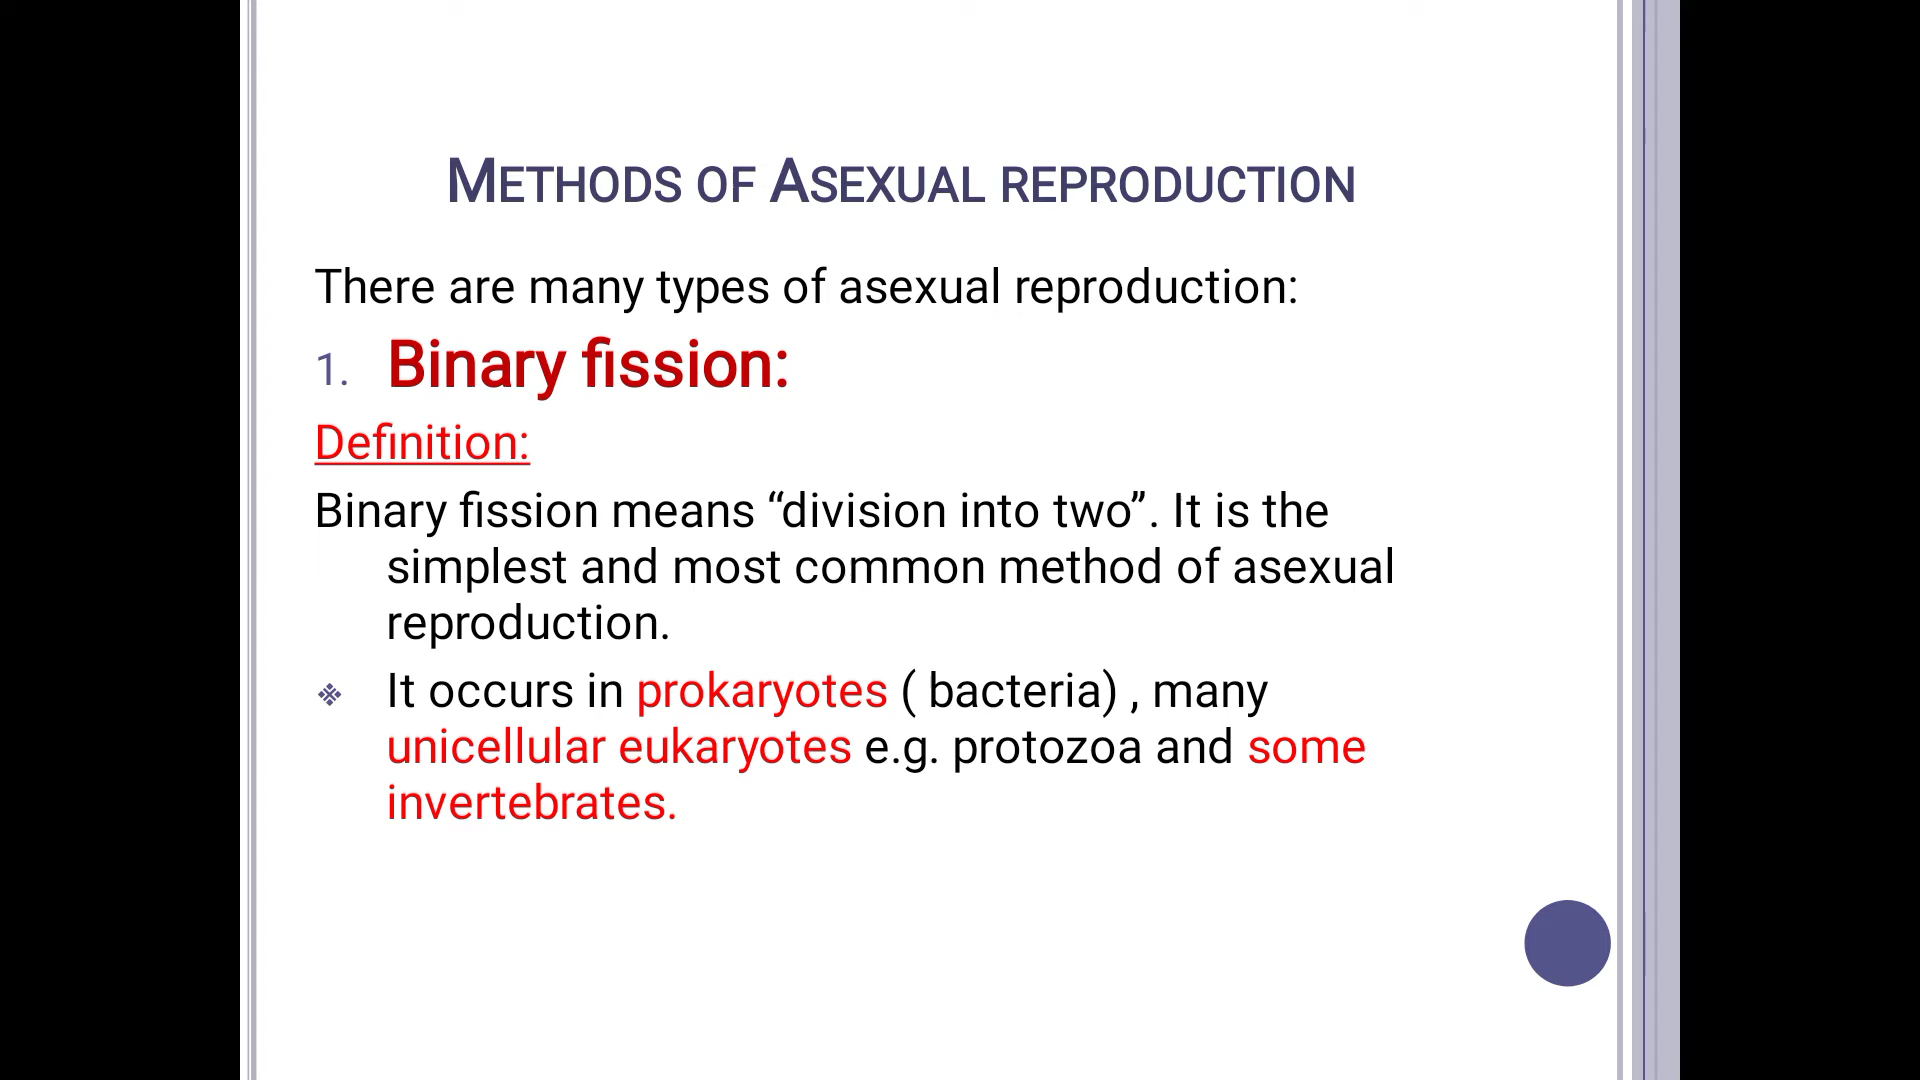 METHODS OF ASEXUAL REPRODUCTION
There are many types of asexual reproduction:
1. Binary fission:
Definition:
Binary fission means “division into two”. It is the
simplest and most common method of asexual
reproduction.
❖ It occurs in prokaryotes ( bacteria) , many
unicellular eukaryotes e.g. protozoa and some
invertebrates.